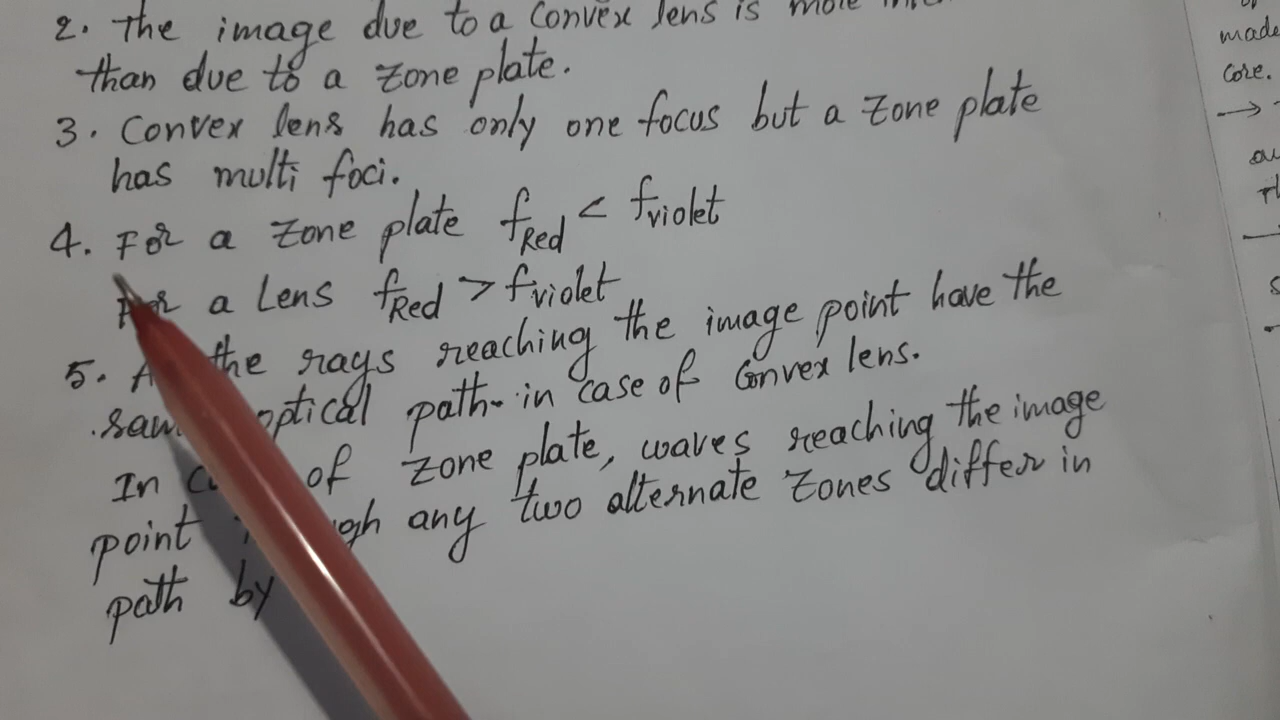 2. The image due to a convex lens is more
than due to a zone plate.
3. Convex lens has only one focus but a zone plate
has multi foci.
4. For a zone plate fRed < fviolet
For a Lens fRed > fviolet
5. the rays reaching the image point have the
optical path in case of Convex lens.
In of zone plate, waves reaching the image
point any two alternate zones differ in
path by
made
core.
→